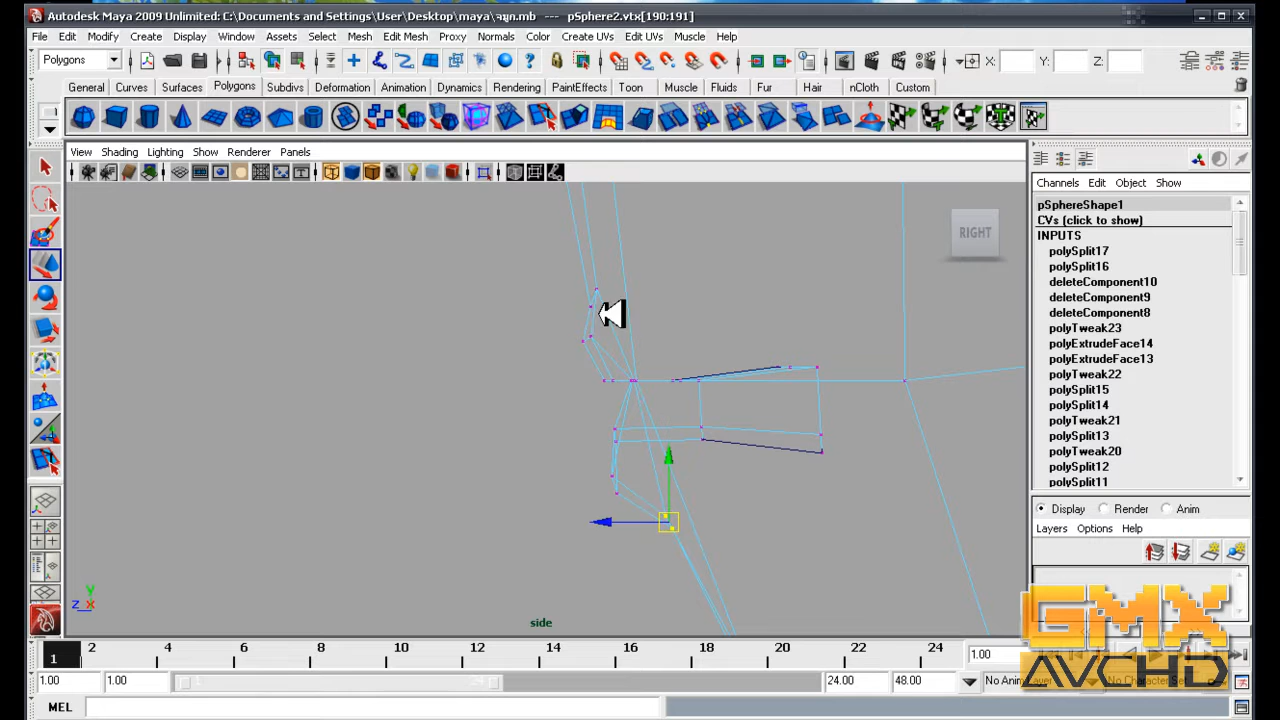 Autodesk Maya 2009 Unlimited: C:\Documents and Settings\User\Desktop\maya\קוף.mb --- pSphere2.vtx[190:191]
File Edit Modify Create Display Window Assets Select Mesh Edit Mesh Proxy Normals Color Create UVs Edit UVs Muscle Help
Polygons X: Y: Z:
General Curves Surfaces Polygons Subdivs Deformation Animation Dynamics Rendering PaintEffects Toon Muscle Fluids Fur Hair nCloth Custom
View Shading Lighting Show Renderer Panels
Channels Edit Object Show
pSphereShape1
CVs (click to show)
INPUTS
polySplit17
polySplit16
deleteComponent10
deleteComponent9
deleteComponent8
polyTweak23
polyExtrudeFace14
polyExtrudeFace13
polyTweak22
polySplit15
polySplit14
polyTweak21
polySplit13
polyTweak20
polySplit12
polySplit11
RIGHT
Display Render Anim
Layers Options Help
Y
Z X
side
1 2 4 6 8 10 12 14 16 18 20 22 24 1.00
1.00 1.00 24.00 48.00 No Anim Layer No Character Set
MEL
GMX
AVCHD